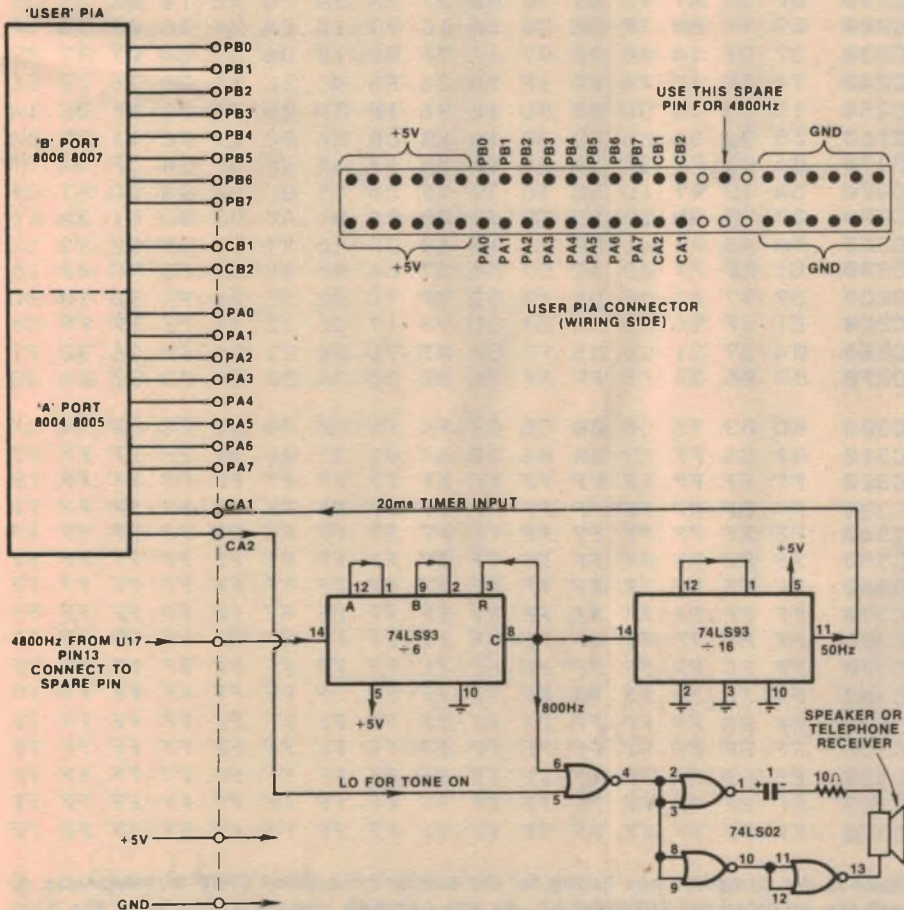 'USER' PIA
'B' PORT
8006 8007
PB0
PB1
PB2
PB3
PB4
PB5
PB6
PB7
CB1
CB2
'A' PORT
8004 8005
PA0
PA1
PA2
PA3
PA4
PA5
PA6
PA7
CA1
CA2
USE THIS SPARE
PIN FOR 4800Hz
+5V
PB0 PB1 PB2 PB3 PB4 PB5 PB6 PB7 CB1 CB2
GND
+5V
PA0 PA1 PA2 PA3 PA4 PA5 PA6 PA7 CA2 CA1
GND
USER PIA CONNECTOR
(WIRING SIDE)
20ms TIMER INPUT
+5V
12 1 9 2 3
A B R
14 74LS93 C 8
÷ 6
5 10
+5V
12 1 5
14 74LS93 11
÷ 16
50Hz
2 3 10
4800Hz FROM U17
PIN13
CONNECT TO
SPARE PIN
800Hz
LO FOR TONE ON
6
5
4
2
3
1
1
+
10Ω
SPEAKER OR
TELEPHONE
RECEIVER
74LS02
8
9
10
11
12
13
+5V
GND